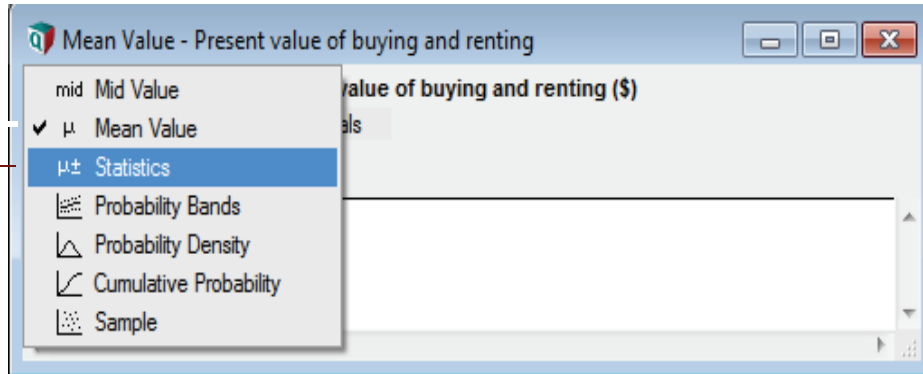 Mean Value - Present value of buying and renting
mid Mid Value
value of buying and renting ($)
✔ μ Mean Value
als
μ± Statistics
Probability Bands
Probability Density
Cumulative Probability
Sample